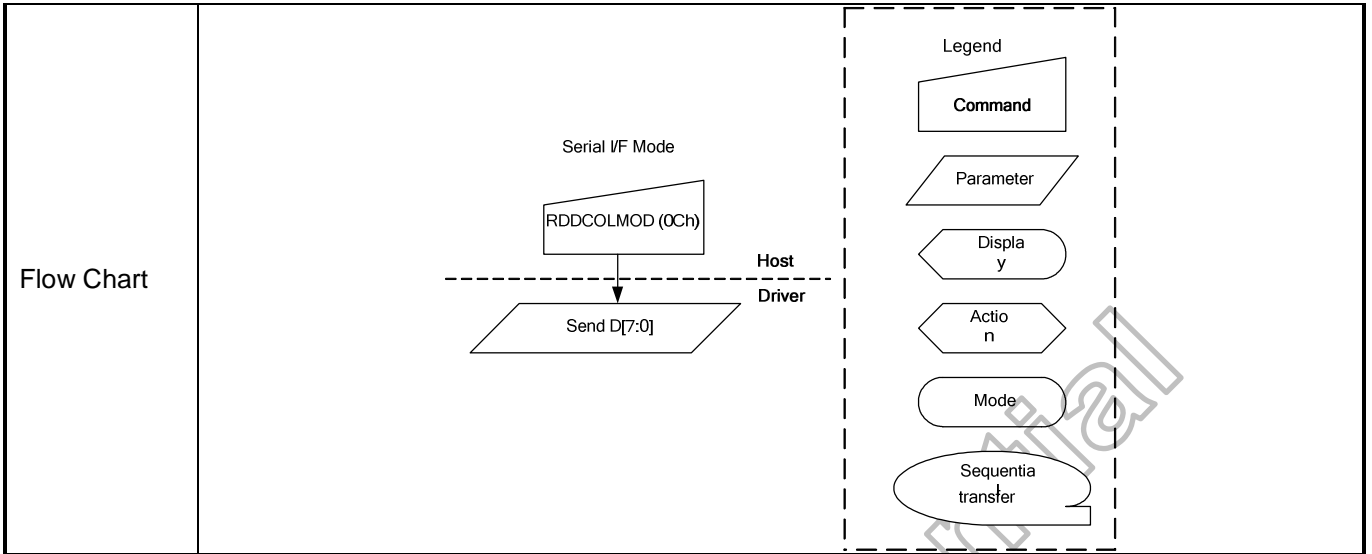 Flow Chart
Serial I/F Mode
RDDCOLMOD (0Ch)
Host
Driver
Send D[7:0]
Legend
Command
Parameter
Displa
y
Actio
n
Mode
Sequentia
l
transfer
ntial